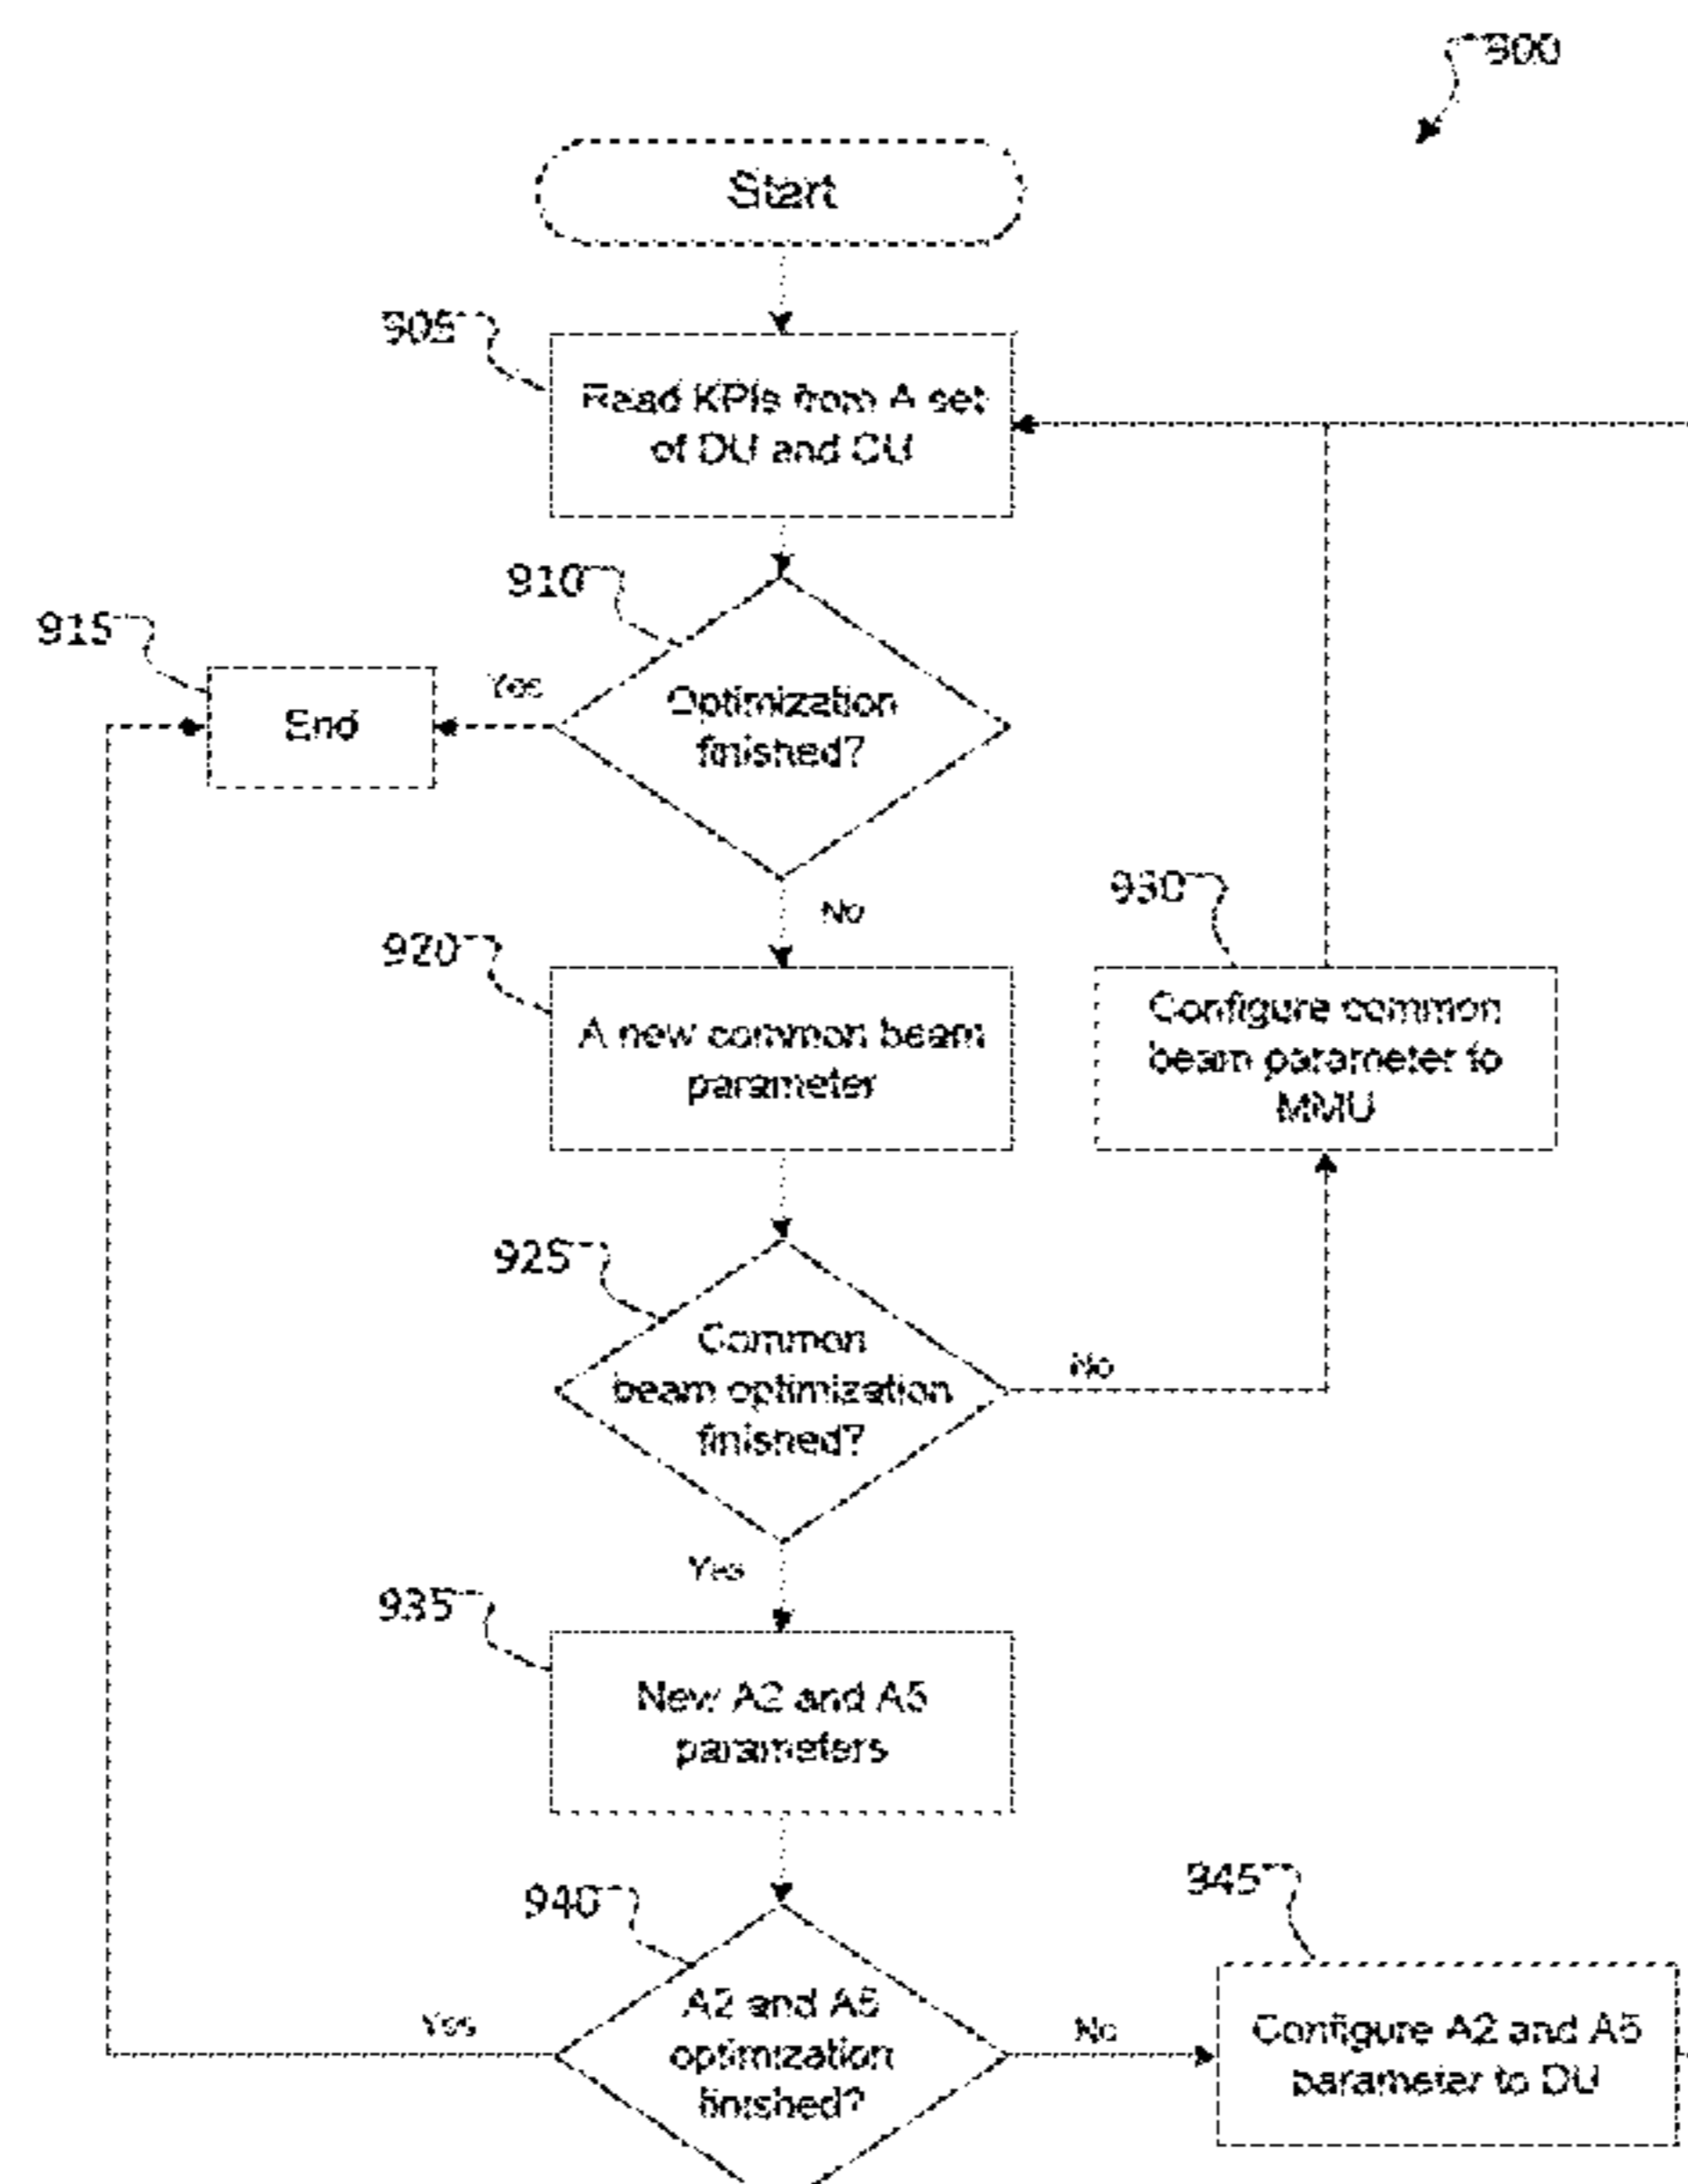 900
Start
905
Read KPIs from A set
of DU and CU
910
915
Yes
End
Optimization
finished?
No
930
920
A new common beam
parameter
Configure common
beam parameter to
MMU
925
Common
beam optimization
finished?
No
Yes
935
New A2 and A5
parameters
945
940
A2 and A5
optimization
finished?
Yes
No
Configure A2 and A5
parameter to DU